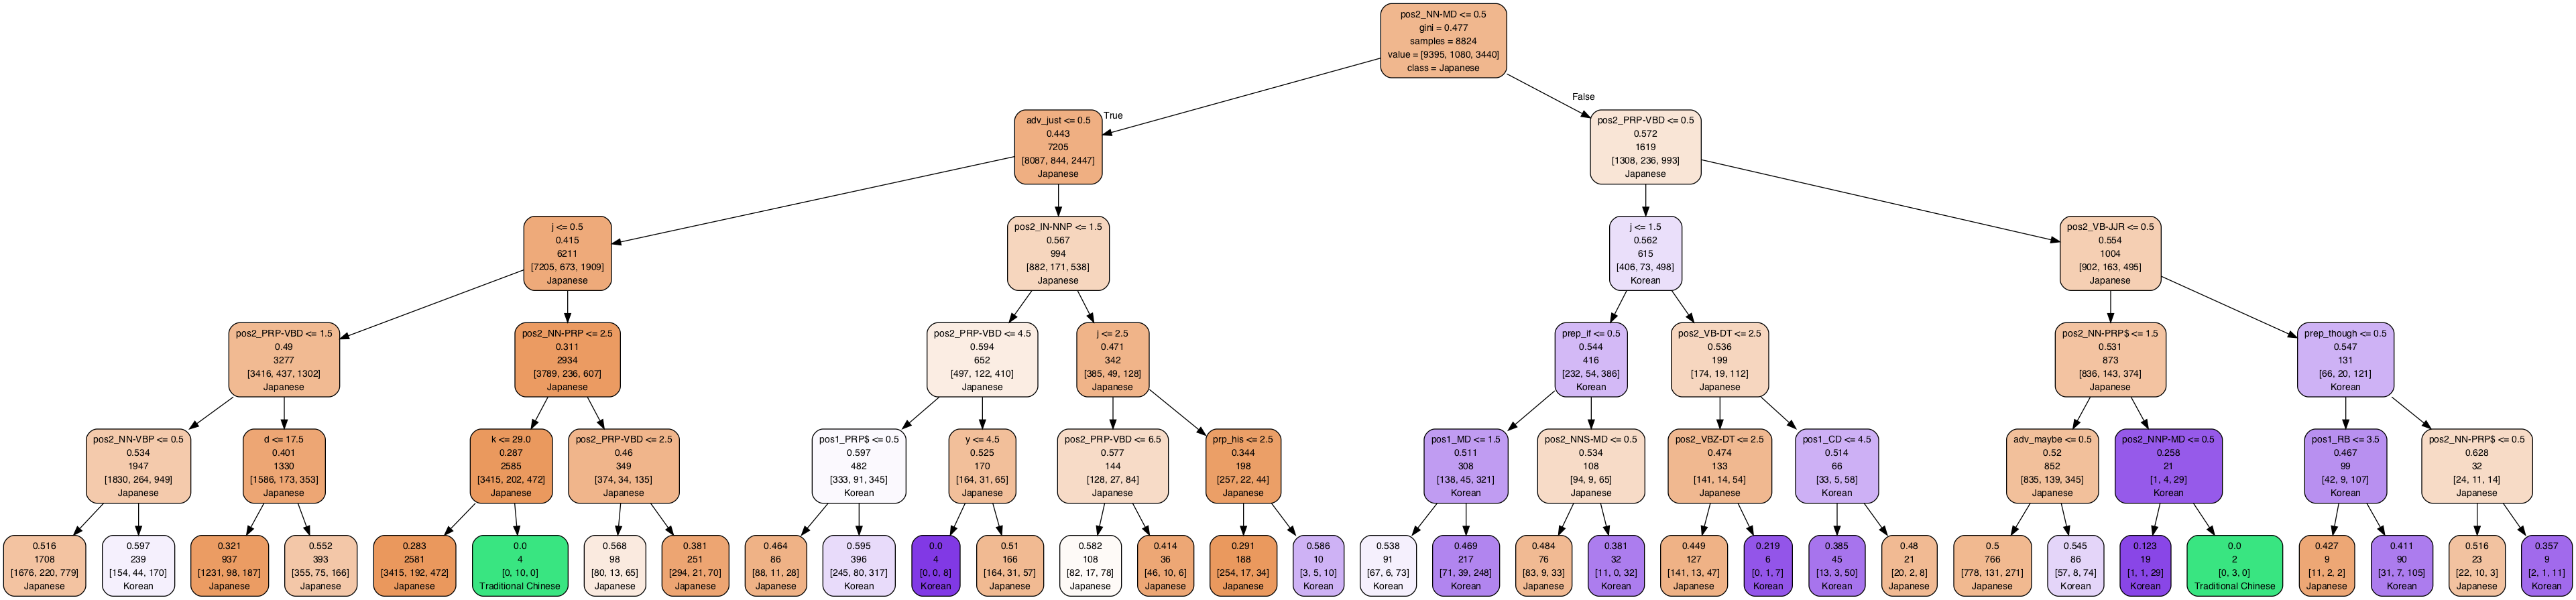 pos2_NN-MD <= 0.5
gini = 0.477
samples = 8824
value = [9395, 1080, 3440]
class = Japanese
True
False
adv_just <= 0.5
0.443
7205
[8087, 844, 2447]
Japanese
pos2_PRP-VBD <= 0.5
0.572
1619
[1308, 236, 993]
Japanese
j <= 0.5
0.415
6211
[7205, 673, 1909]
Japanese
pos2_IN-NNP <= 1.5
0.567
994
[882, 171, 538]
Japanese
j <= 1.5
0.562
615
[406, 73, 498]
Korean
pos2_VB-JJR <= 0.5
0.554
1004
[902, 163, 495]
Japanese
pos2_PRP-VBD <= 1.5
0.49
3277
[3416, 437, 1302]
Japanese
pos2_NN-PRP <= 2.5
0.311
2934
[3789, 236, 607]
Japanese
pos2_PRP-VBD <= 4.5
0.594
652
[497, 122, 410]
Japanese
j <= 2.5
0.471
342
[385, 49, 128]
Japanese
prep_if <= 0.5
0.544
416
[232, 54, 386]
Korean
pos2_VB-DT <= 2.5
0.536
199
[174, 19, 112]
Japanese
pos2_NN-PRP$ <= 1.5
0.531
873
[836, 143, 374]
Japanese
prep_though <= 0.5
0.547
131
[66, 20, 121]
Korean
pos2_NN-VBP <= 0.5
0.534
1947
[1830, 264, 949]
Japanese
d <= 17.5
0.401
1330
[1586, 173, 353]
Japanese
k <= 29.0
0.287
2585
[3415, 202, 472]
Japanese
pos2_PRP-VBD <= 2.5
0.46
349
[374, 34, 135]
Japanese
pos1_PRP$ <= 0.5
0.597
482
[333, 91, 345]
Korean
y <= 4.5
0.525
170
[164, 31, 65]
Japanese
pos2_PRP-VBD <= 6.5
0.577
144
[128, 27, 84]
Japanese
prp_his <= 2.5
0.344
198
[257, 22, 44]
Japanese
pos1_MD <= 1.5
0.511
308
[138, 45, 321]
Korean
pos2_NNS-MD <= 0.5
0.534
108
[94, 9, 65]
Japanese
pos2_VBZ-DT <= 2.5
0.474
133
[141, 14, 54]
Japanese
pos1_CD <= 4.5
0.514
66
[33, 5, 58]
Korean
adv_maybe <= 0.5
0.52
852
[835, 139, 345]
Japanese
pos2_NNP-MD <= 0.5
0.258
21
[1, 4, 29]
Korean
pos1_RB <= 3.5
0.467
99
[42, 9, 107]
Korean
pos2_NN-PRP$ <= 0.5
0.628
32
[24, 11, 14]
Japanese
0.516
1708
[1676, 220, 779]
Japanese
0.597
239
[154, 44, 170]
Korean
0.321
937
[1231, 98, 187]
Japanese
0.552
393
[355, 75, 166]
Japanese
0.283
2581
[3415, 192, 472]
Japanese
0.0
4
[0, 10, 0]
Traditional Chinese
0.568
98
[80, 13, 65]
Japanese
0.381
251
[294, 21, 70]
Japanese
0.464
86
[88, 11, 28]
Japanese
0.595
396
[245, 80, 317]
Korean
0.0
4
[0, 0, 8]
Korean
0.51
166
[164, 31, 57]
Japanese
0.582
108
[82, 17, 78]
Japanese
0.414
36
[46, 10, 6]
Japanese
0.291
188
[254, 17, 34]
Japanese
0.586
10
[3, 5, 10]
Korean
0.538
91
[67, 6, 73]
Korean
0.469
217
[71, 39, 248]
Korean
0.484
76
[83, 9, 33]
Japanese
0.381
32
[11, 0, 32]
Korean
0.449
127
[141, 13, 47]
Japanese
0.219
6
[0, 1, 7]
Korean
0.385
45
[13, 3, 50]
Korean
0.48
21
[20, 2, 8]
Japanese
0.5
766
[778, 131, 271]
Japanese
0.545
86
[57, 8, 74]
Korean
0.123
19
[1, 1, 29]
Korean
0.0
2
[0, 3, 0]
Traditional Chinese
0.427
9
[11, 2, 2]
Japanese
0.411
90
[31, 7, 105]
Korean
0.516
23
[22, 10, 3]
Japanese
0.357
9
[2, 1, 11]
Korean